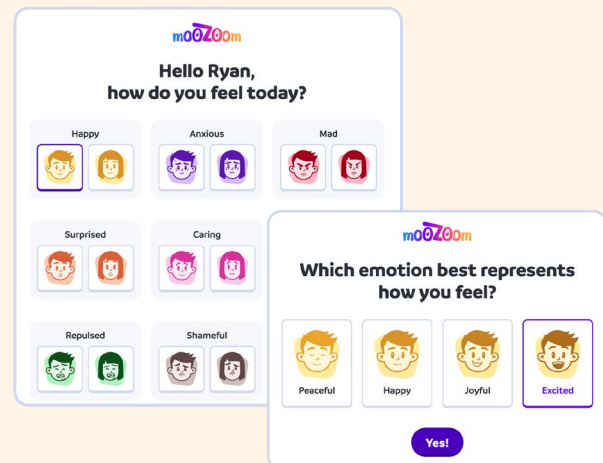 mooZoom
Hello Ryan,
how do you feel today?
Happy
Anxious
Mad
Surprised
Caring
Repulsed
Shameful
mooZoom
Which emotion best represents
how you feel?
Peaceful
Happy
Joyful
Excited
Yes!